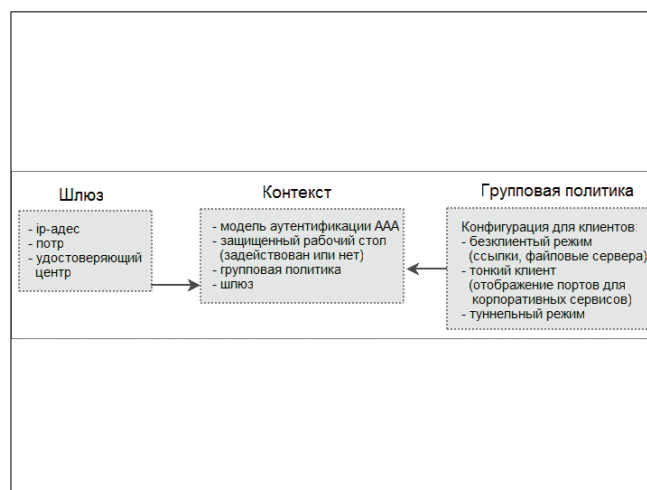 Шлюз
- ip-адес
- потр
- удостоверяющий
центр
Контекст
- модель аутентификации ААА
- защищенный рабочий стоп
(задействован или нет)
- групповая политика
- шлюз
Групповая политика
Конфигурация для клиентов:
- безклиентый режим
(ссылки, файповые сервера)
- тонкий клиент
(отображение портов для
корпоративных сервисов)
- туннельный режим